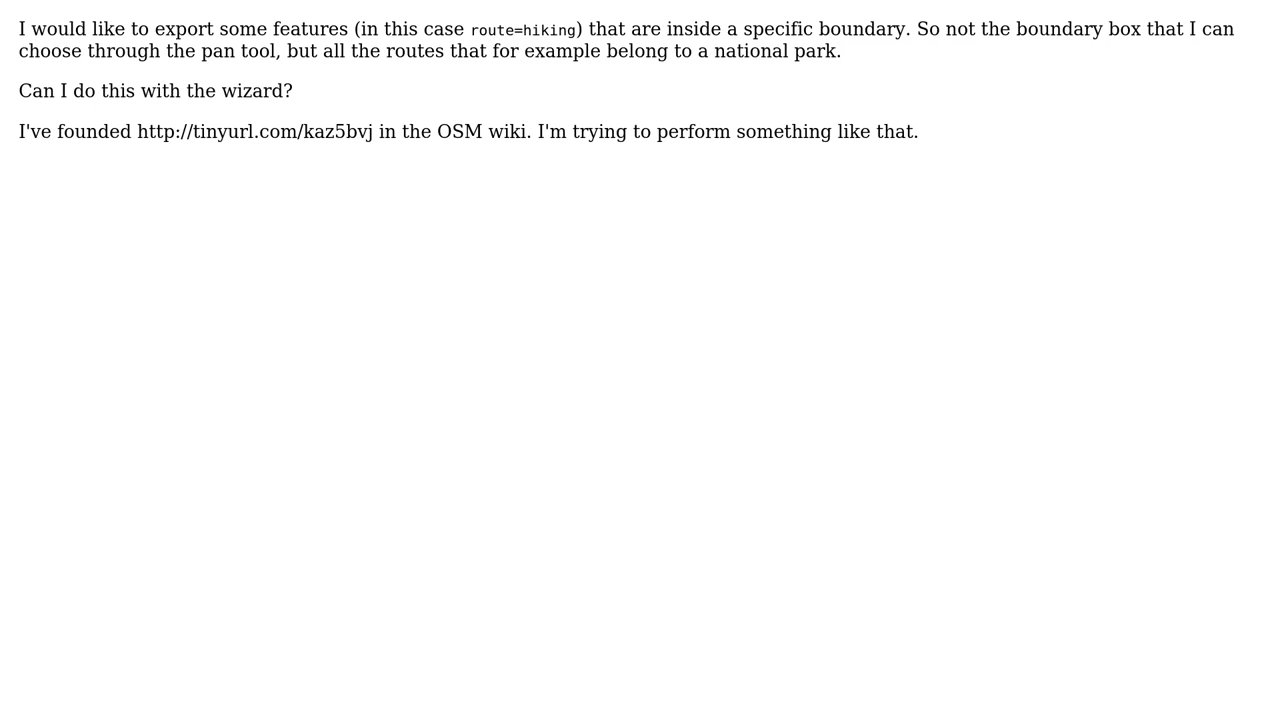 I would like to export some features (in this case route=hiking) that are inside a specific boundary. So not the boundary box that I can
choose through the pan tool, but all the routes that for example belong to a national park.
Can I do this with the wizard?
I've founded http://tinyurl.com/kaz5bvj in the OSM wiki. I'm trying to perform something like that.